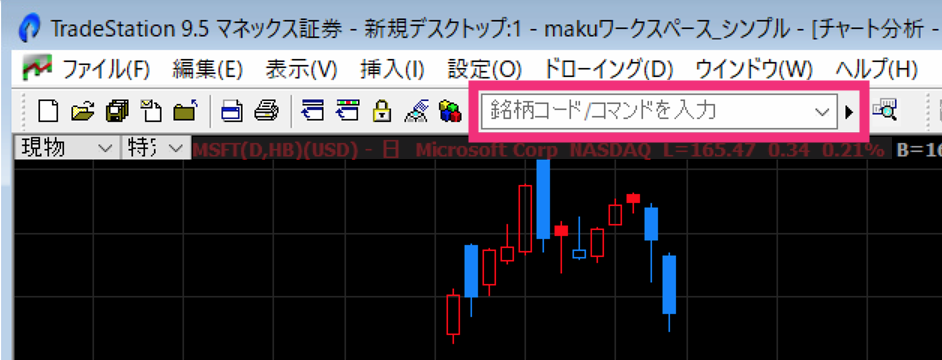 TradeStation 9.5 マネックス証券 - 新規デスクトップ:1 - makuワークスペース_シンプル - [チャート分析 -
ファイル(F) 編集(E) 表示(V) 挿入(I) 設定(O) ドローイング(D) ウインドウ(W) ヘルプ(H)
銘柄コード/コマンドを入力
現物 特定 MSFT(D,HB)(USD) - 日 Microsoft Corp NASDAQ L=165.47 0.34 0.21% B=16